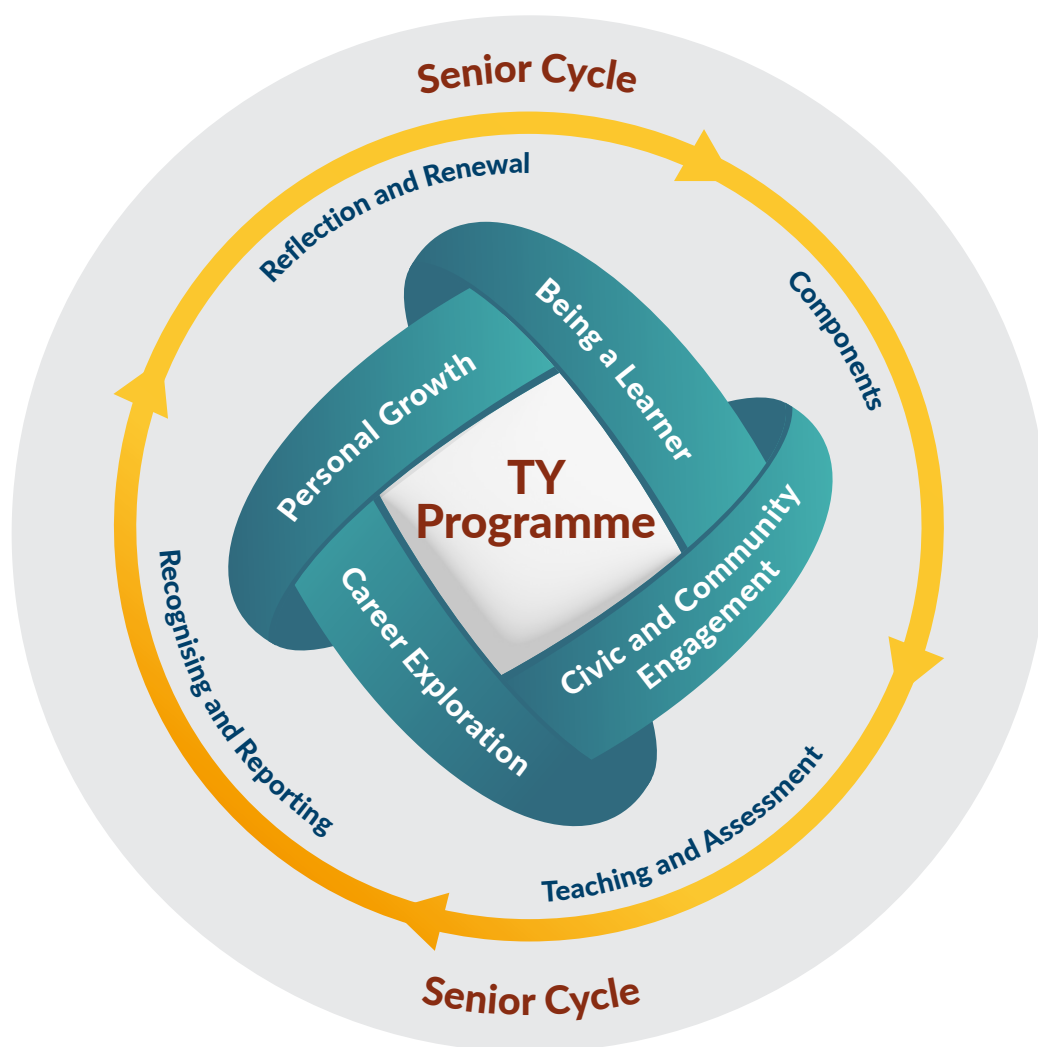 Senior Cycle
Reflection and Renewal
Components
Being a Learner
Personal Growth
TY
Programme
Civic and Community
Engagement
Career Exploration
Recognising and Reporting
Teaching and Assessment
Senior Cycle